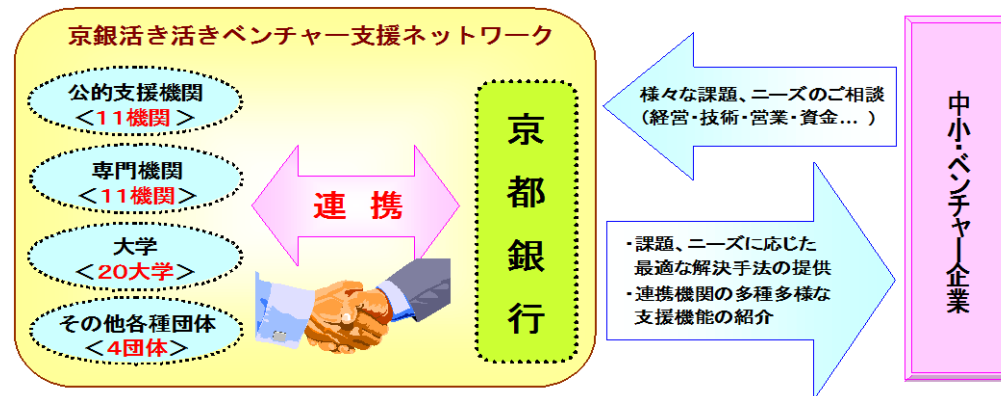 京銀活き活きベンチャー支援ネットワーク
公的支援機関
＜11機関＞
専門機関
＜11機関＞
大学
＜20大学＞
その他各種団体
＜4団体＞
連携
京都銀行
様々な課題、ニーズのご相談
（経営・技術・営業・資金…）
・課題、ニーズに応じた
最適な解決手法の提供
・連携機関の多種多様な
支援機能の紹介
中小・ベンチャー企業